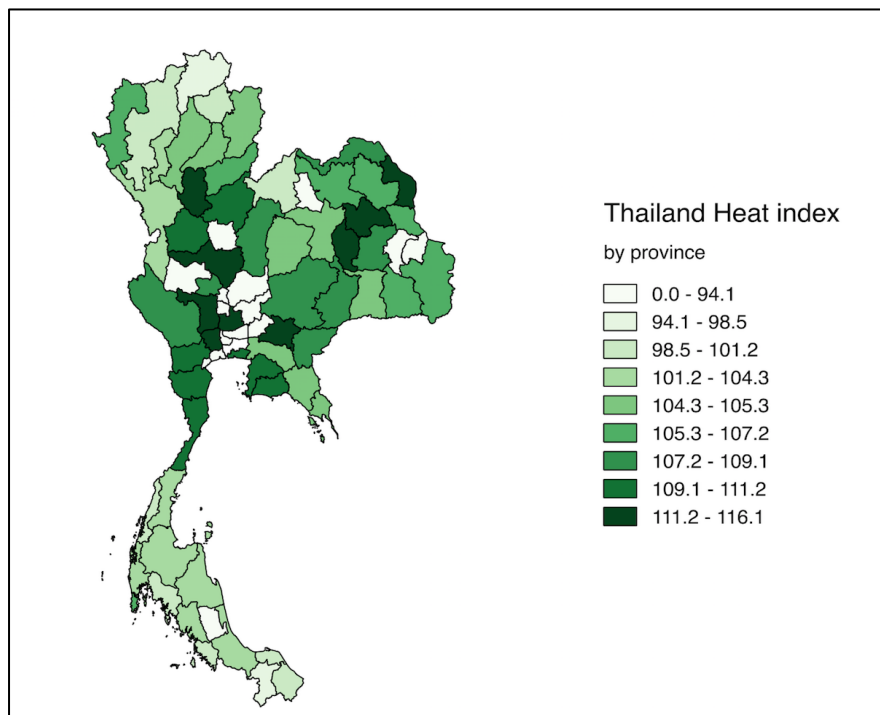 Thailand Heat index
by province
0.0 - 94.1
94.1 - 98.5
98.5 - 101.2
101.2 - 104.3
104.3 - 105.3
105.3 - 107.2
107.2 - 109.1
109.1 - 111.2
111.2 - 116.1